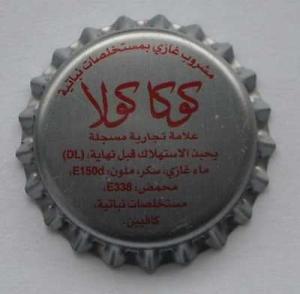 مشروب غازي بمستخلصات نباتية
كوكا كولا
علامة تجارية مسجلة
يحبذ الاستهلاك قبل نهاية: (DL)
ماء غازي، سكر، ملون: E150d،
محمض: E338،
مستخلصات نباتية،
كافيين.